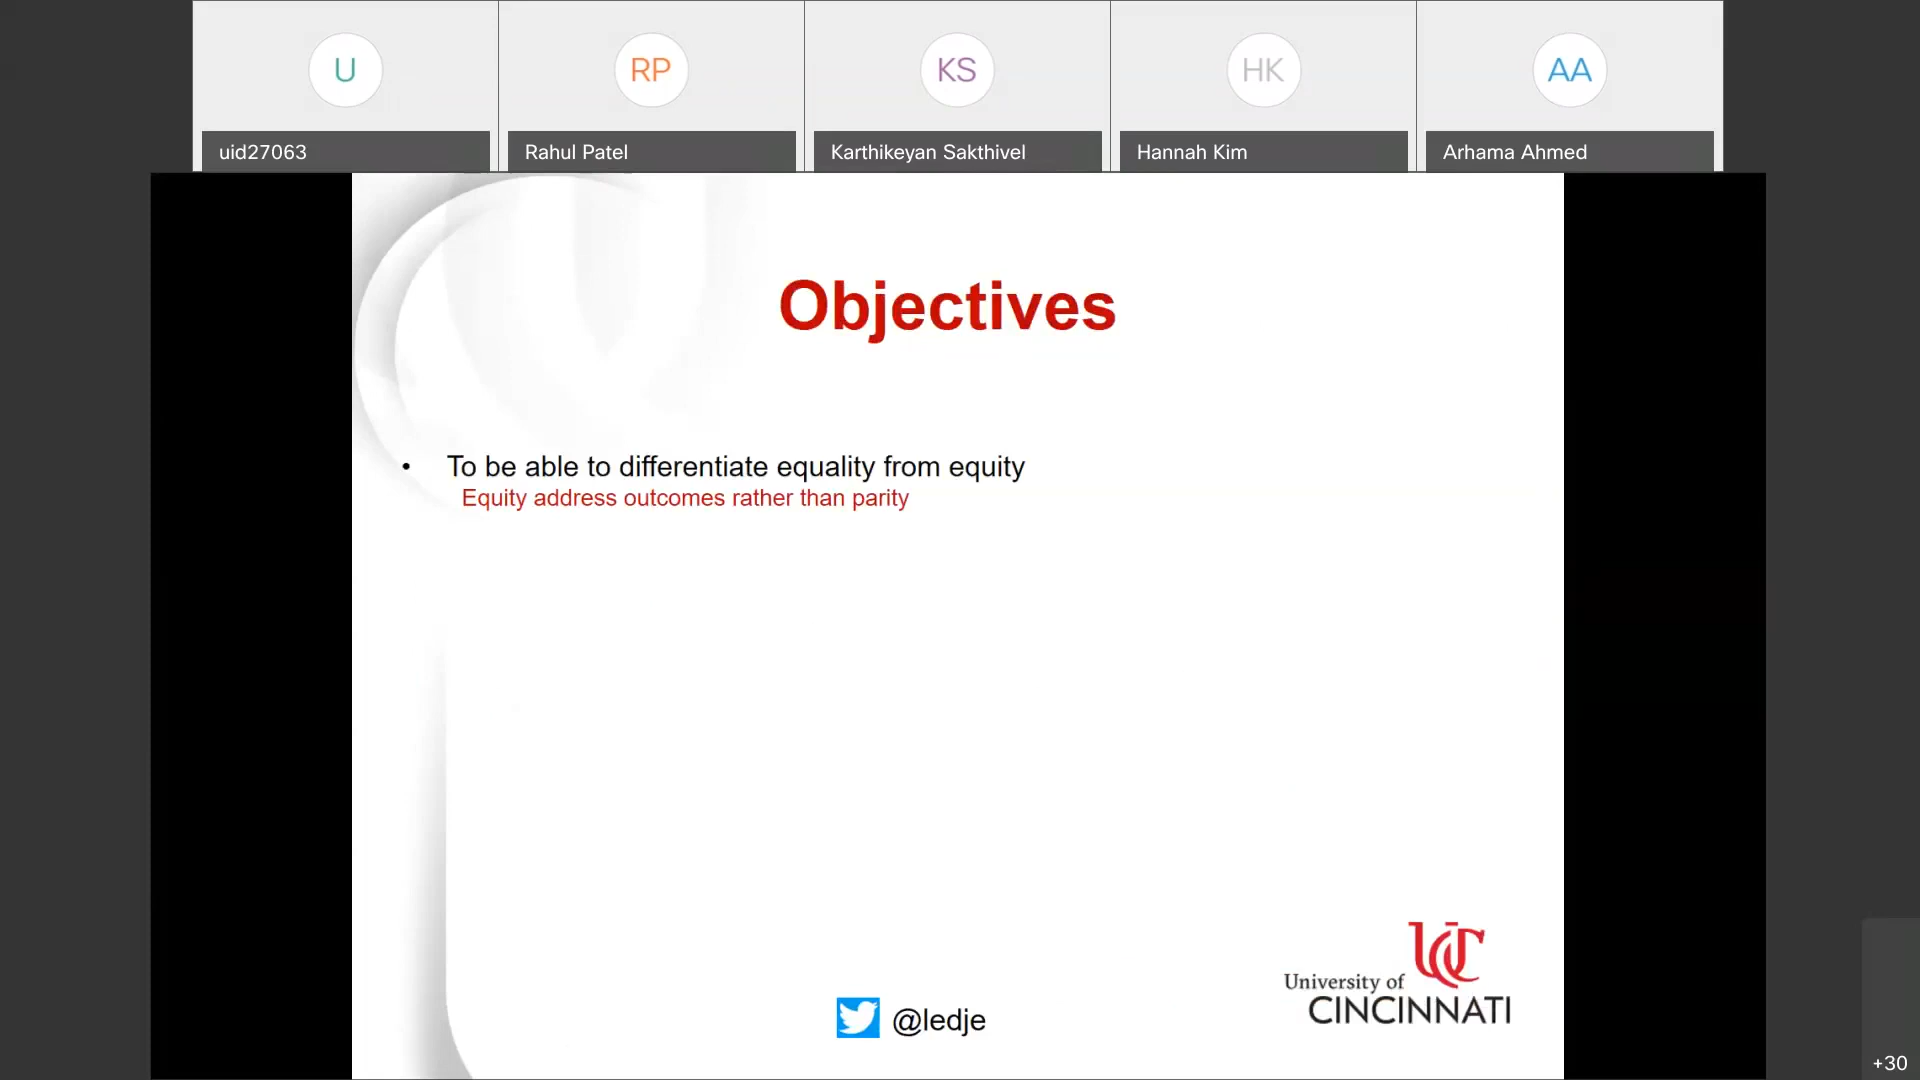 U
RP
KS
HK
AA
uid27063
Rahul Patel
Karthikeyan Sakthivel
Hannah Kim
Arhama Ahmed
Objectives
• To be able to differentiate equality from equity
Equity address outcomes rather than parity
UC
University of
CINCINNATI
@ledje
+30